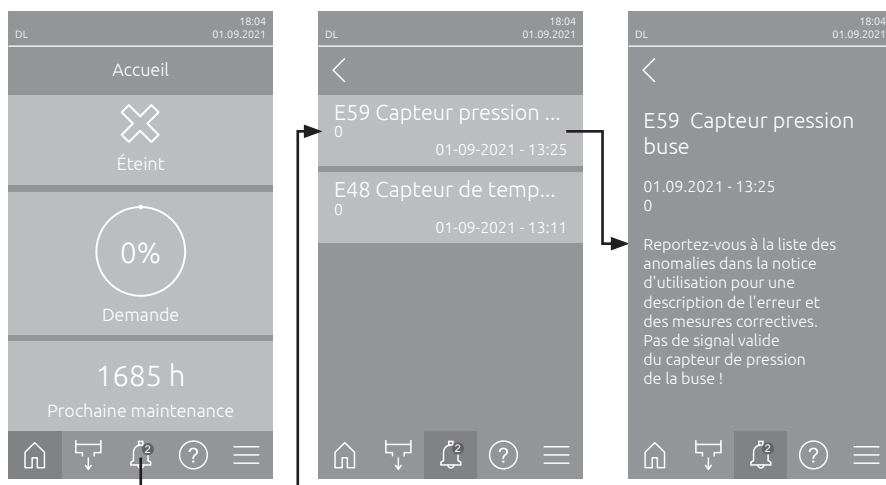 18:04
DL 01.09.2021
Accueil
Éteint
0%
Demande
1685 h
Prochaine maintenance
2
?
18:04
DL 01.09.2021
E59 Capteur pression ...
0
01-09-2021 - 13:25
E48 Capteur de temp...
0
01-09-2021 - 13:11
2
?
18:04
DL 01.09.2021
E59 Capteur pression
buse
01.09.2021 - 13:25
0
Reportez-vous à la liste des
anomalies dans la notice
d'utilisation pour une
description de l'erreur et
des mesures correctives.
Pas de signal valide
du capteur de pression
de la buse !
2
?